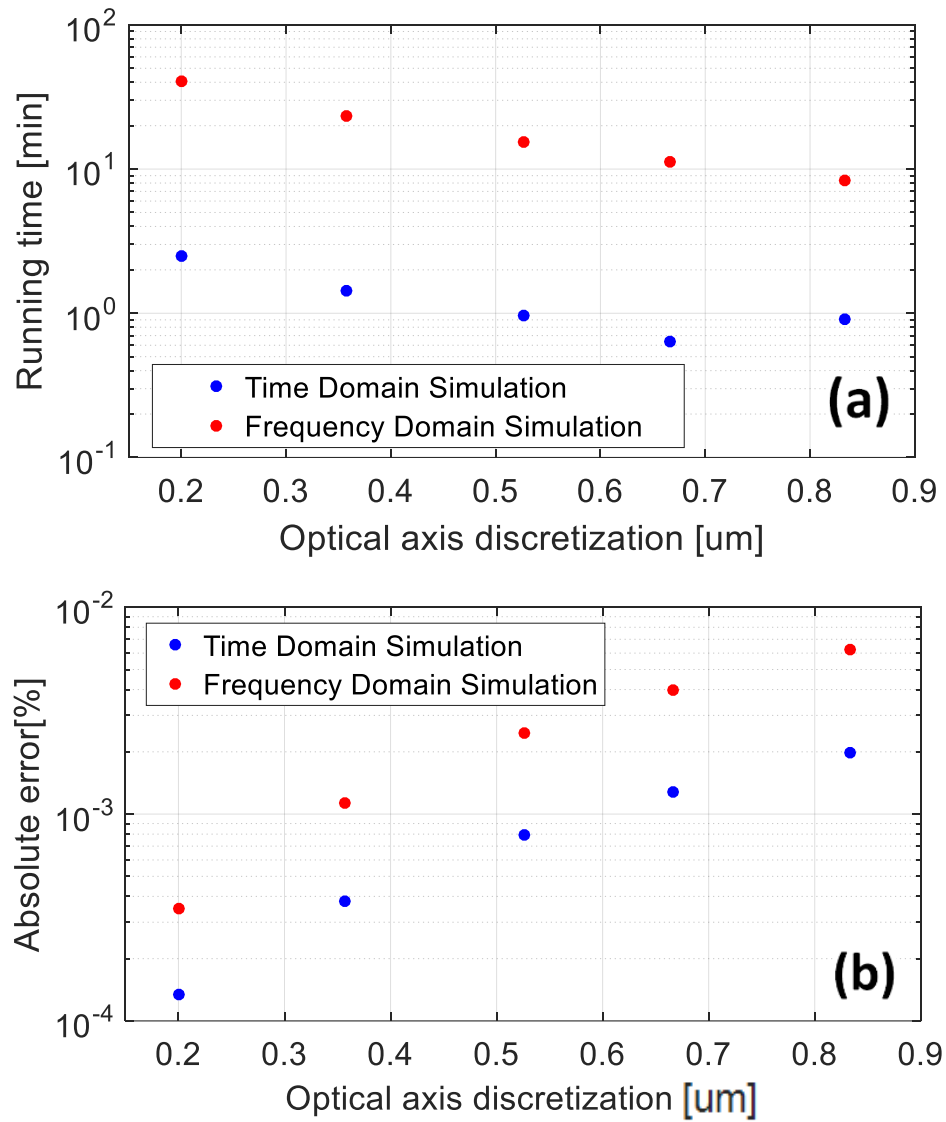 10^2
10^1
10^0
10^-1
Running time [min]
Time Domain Simulation
Frequency Domain Simulation
(a)
0.2 0.3 0.4 0.5 0.6 0.7 0.8 0.9
Optical axis discretization [um]
10^-2
10^-3
10^-4
Absolute error[%]
Time Domain Simulation
Frequency Domain Simulation
(b)
0.2 0.3 0.4 0.5 0.6 0.7 0.8 0.9
Optical axis discretization [um]